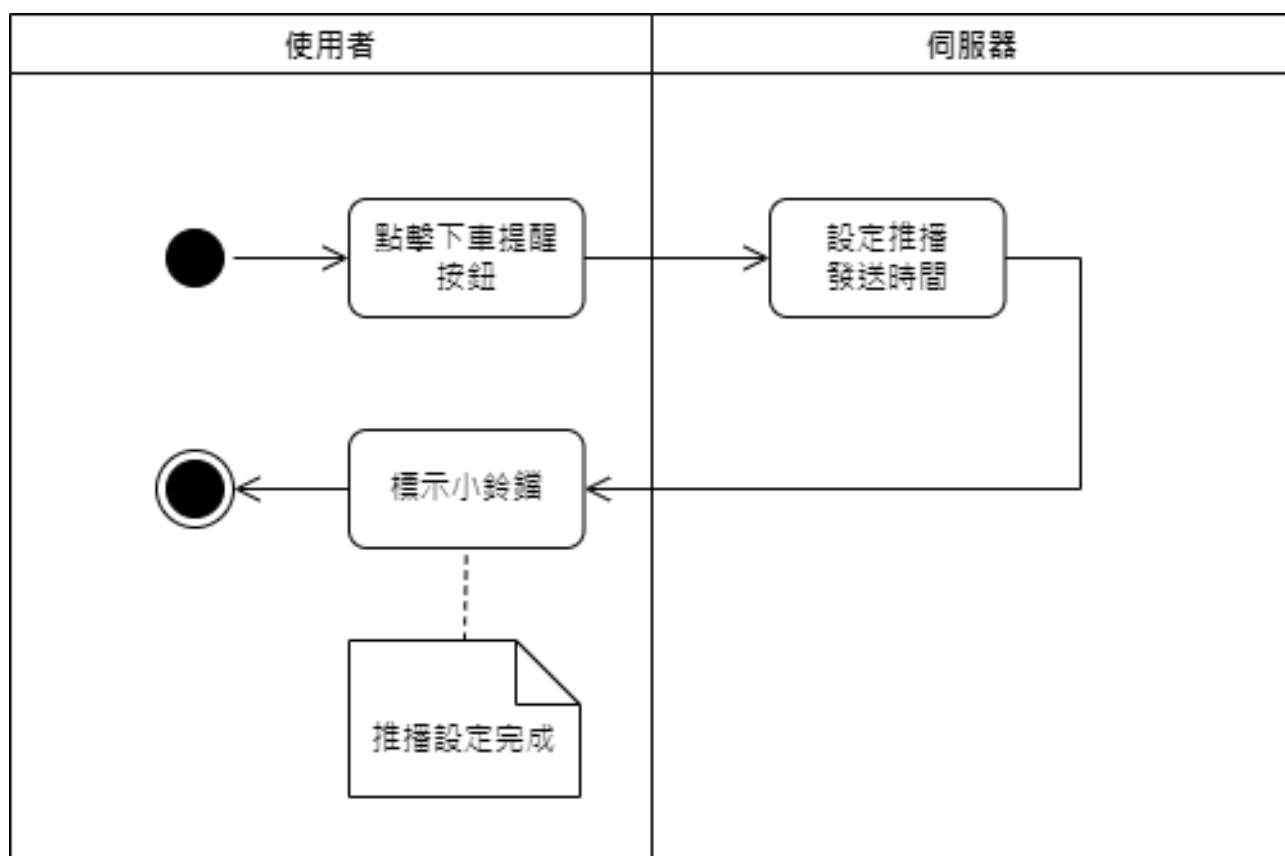 使用者
伺服器
點擊下車提醒
按鈕
設定推播
發送時間
標示小鈴鐺
推播設定完成